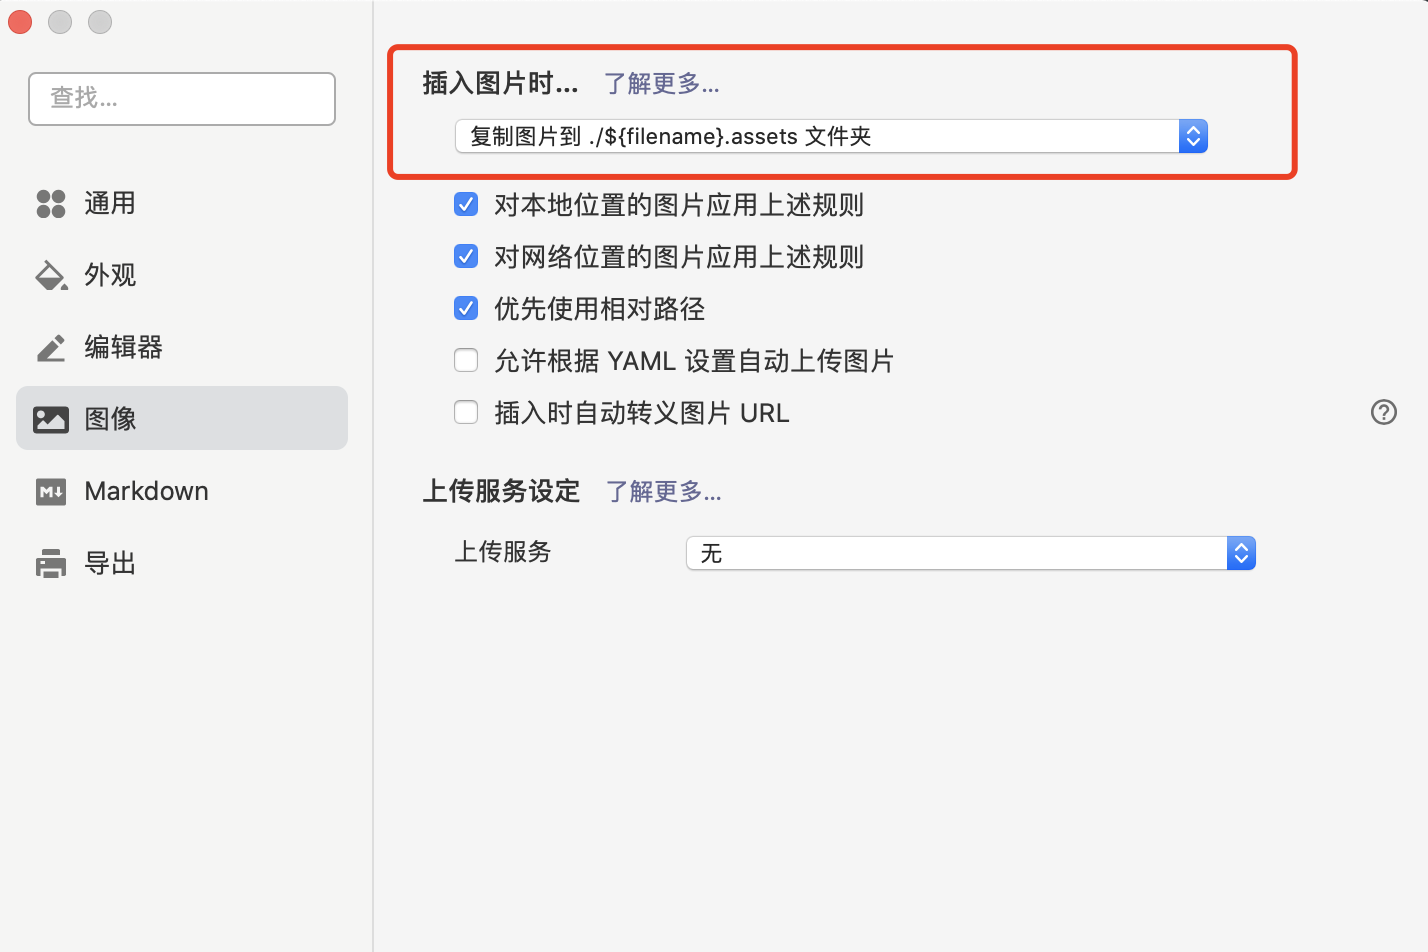 查找...
通用
外观
编辑器
图像
Markdown
导出
插入图片时... 了解更多...
复制图片到 ./${filename}.assets 文件夹
对本地位置的图片应用上述规则
对网络位置的图片应用上述规则
优先使用相对路径
允许根据 YAML 设置自动上传图片
插入时自动转义图片 URL
上传服务设定 了解更多...
上传服务 无